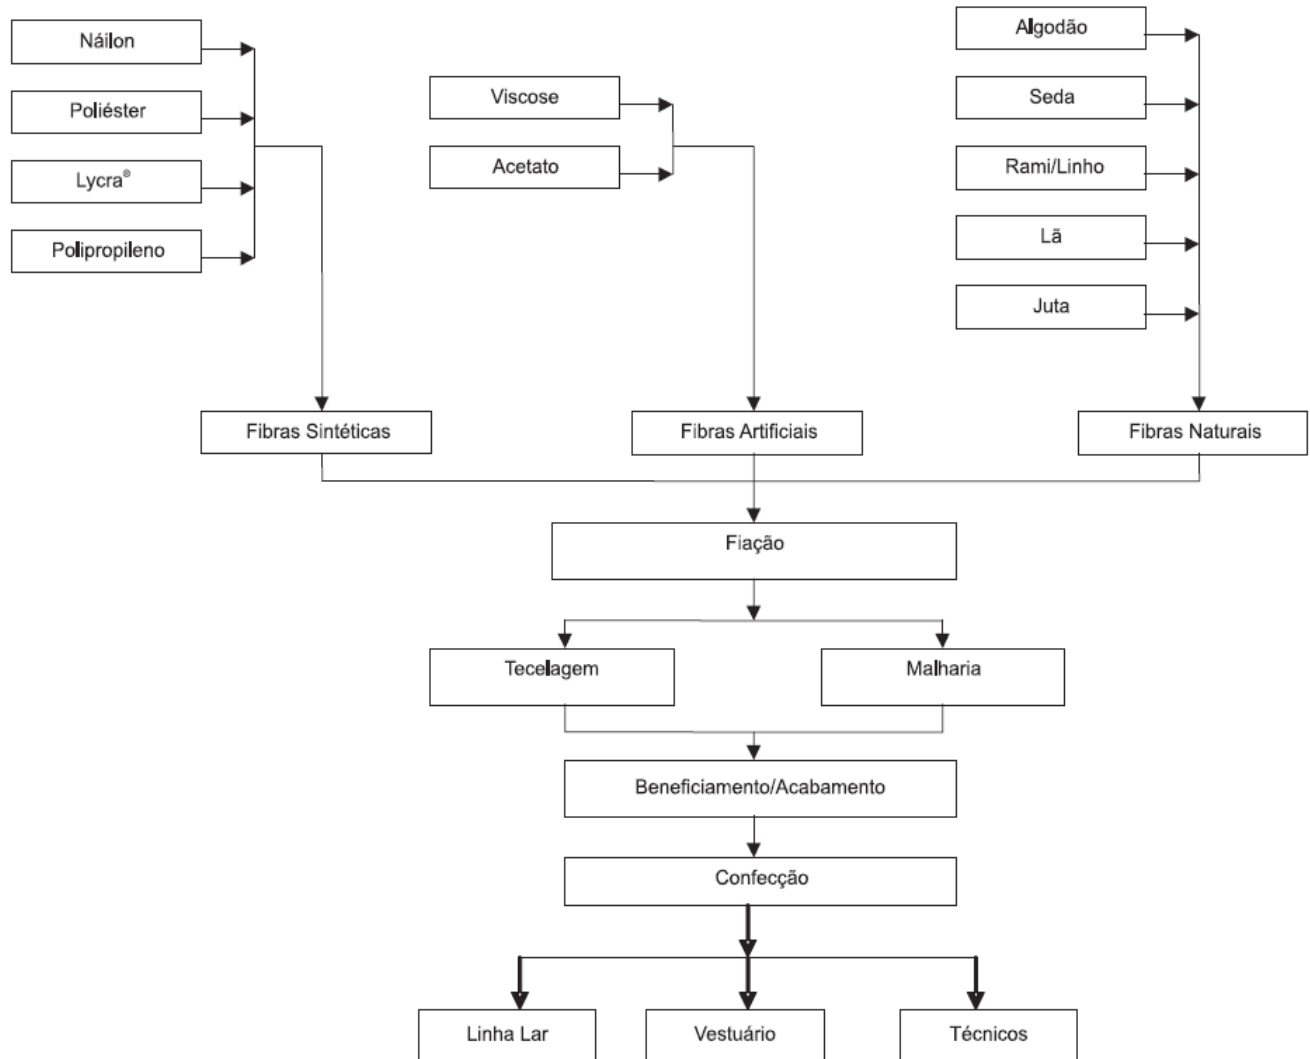 Náilon
Poliéster
Lycra®
Polipropileno
Viscose
Acetato
Algodão
Seda
Rami/Linho
Lã
Juta
Fibras Sintéticas
Fibras Artificiais
Fibras Naturais
Fiação
Tecelagem
Malharia
Beneficiamento/Acabamento
Confecção
Linha Lar
Vestuário
Técnicos